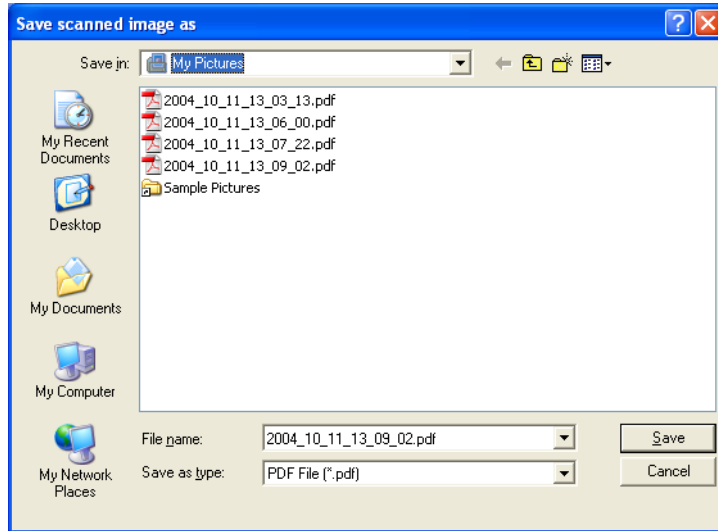 Save scanned image as
Save in:
My Pictures
My Recent
Documents
Desktop
My Documents
My Computer
My Network
Places
2004_10_11_13_03_13.pdf
2004_10_11_13_06_00.pdf
2004_10_11_13_07_22.pdf
2004_10_11_13_09_02.pdf
Sample Pictures
File name:
2004_10_11_13_09_02.pdf
Save
Save as type:
PDF File (*.pdf)
Cancel